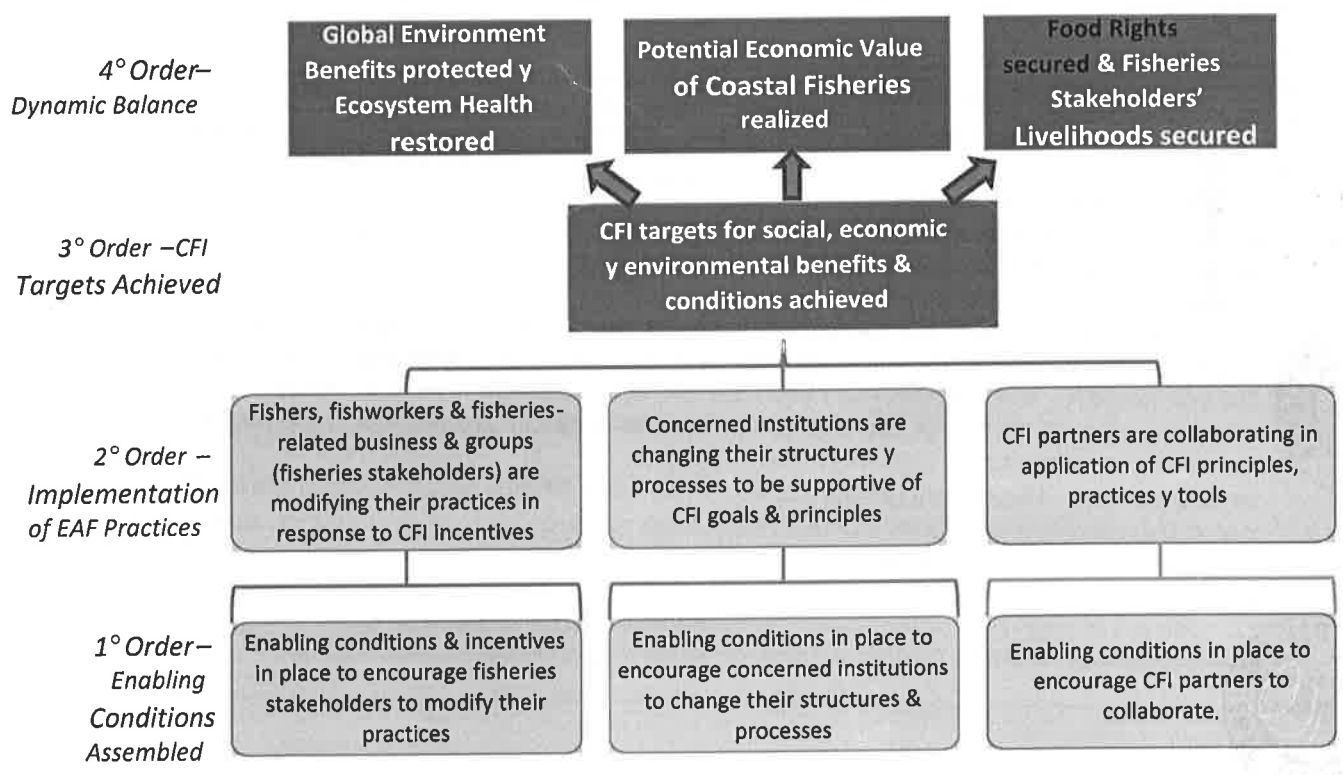 4° Order–
Dynamic Balance
Global Environment
Benefits protected y
Ecosystem Health
restored
Potential Economic Value
of Coastal Fisheries
realized
Food Rights
secured & Fisheries
Stakeholders'
Livelihoods secured
3° Order –CFI
Targets Achieved
CFI targets for social, economic
y environmental benefits &
conditions achieved
2° Order –
Implementation
of EAF Practices
Fishers, fishworkers & fisheries-
related business & groups
(fisheries stakeholders) are
modifying their practices in
response to CFI incentives
Concerned institutions are
changing their structures y
processes to be supportive of
CFI goals & principles
CFI partners are collaborating in
application of CFI principles,
practices y tools
1° Order–
Enabling
Conditions
Assembled
Enabling conditions & incentives
in place to encourage fisheries
stakeholders to modify their
practices
Enabling conditions in place to
encourage concerned institutions
to change their structures &
processes
Enabling conditions in place to
encourage CFI partners to
collaborate.